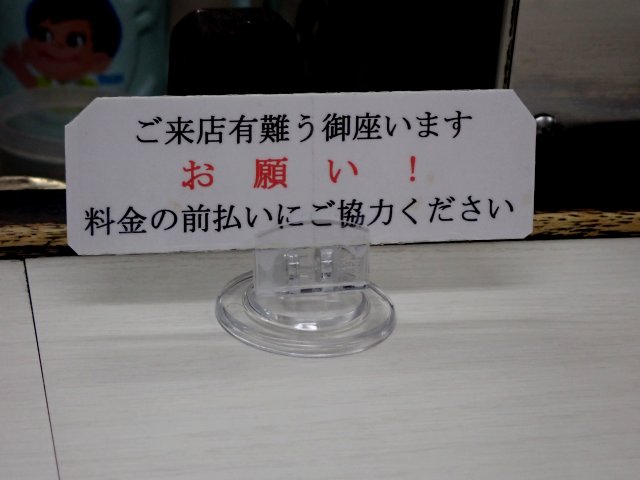 ご来店有難う御座います
お願い！
料金の前払いにご協力ください